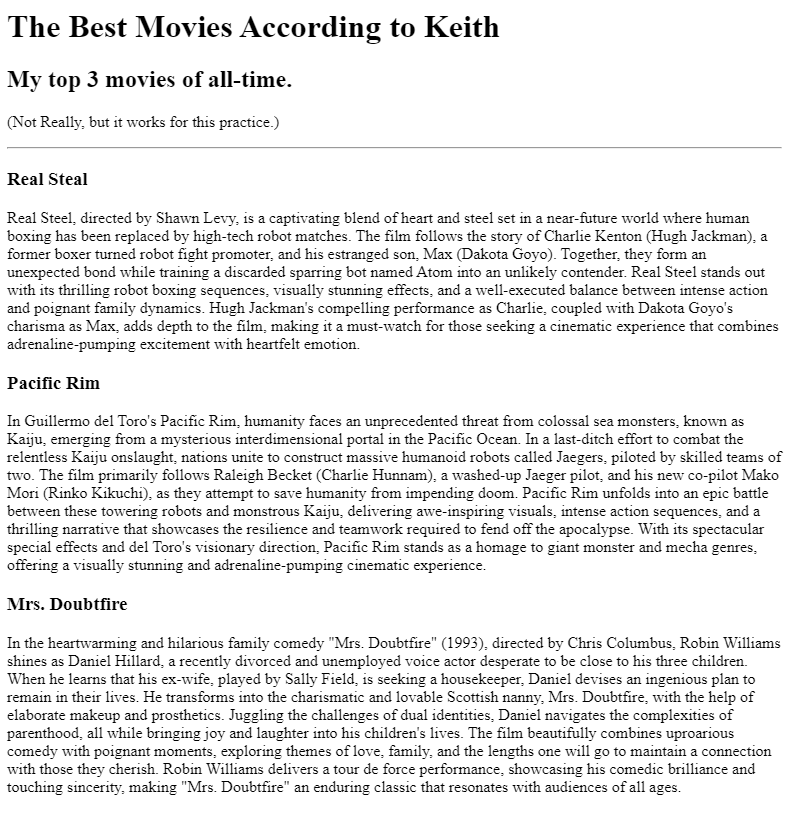 The Best Movies According to Keith
My top 3 movies of all-time.
(Not Really, but it works for this practice.)
Real Steal
Real Steel, directed by Shawn Levy, is a captivating blend of heart and steel set in a near-future world where human
boxing has been replaced by high-tech robot matches. The film follows the story of Charlie Kenton (Hugh Jackman), a
former boxer turned robot fight promoter, and his estranged son, Max (Dakota Goyo). Together, they form an
unexpected bond while training a discarded sparring bot named Atom into an unlikely contender. Real Steel stands out
with its thrilling robot boxing sequences, visually stunning effects, and a well-executed balance between intense action
and poignant family dynamics. Hugh Jackman's compelling performance as Charlie, coupled with Dakota Goyo's
charisma as Max, adds depth to the film, making it a must-watch for those seeking a cinematic experience that combines
adrenaline-pumping excitement with heartfelt emotion.
Pacific Rim
In Guillermo del Toro's Pacific Rim, humanity faces an unprecedented threat from colossal sea monsters, known as
Kaiju, emerging from a mysterious interdimensional portal in the Pacific Ocean. In a last-ditch effort to combat the
relentless Kaiju onslaught, nations unite to construct massive humanoid robots called Jaegers, piloted by skilled teams of
two. The film primarily follows Raleigh Becket (Charlie Hunnam), a washed-up Jaeger pilot, and his new co-pilot Mako
Mori (Rinko Kikuchi), as they attempt to save humanity from impending doom. Pacific Rim unfolds into an epic battle
between these towering robots and monstrous Kaiju, delivering awe-inspiring visuals, intense action sequences, and a
thrilling narrative that showcases the resilience and teamwork required to fend off the apocalypse. With its spectacular
special effects and del Toro's visionary direction, Pacific Rim stands as a homage to giant monster and mecha genres,
offering a visually stunning and adrenaline-pumping cinematic experience.
Mrs. Doubtfire
In the heartwarming and hilarious family comedy "Mrs. Doubtfire" (1993), directed by Chris Columbus, Robin Williams
shines as Daniel Hillard, a recently divorced and unemployed voice actor desperate to be close to his three children.
When he learns that his ex-wife, played by Sally Field, is seeking a housekeeper, Daniel devises an ingenious plan to
remain in their lives. He transforms into the charismatic and lovable Scottish nanny, Mrs. Doubtfire, with the help of
elaborate makeup and prosthetics. Juggling the challenges of dual identities, Daniel navigates the complexities of
parenthood, all while bringing joy and laughter into his children's lives. The film beautifully combines uproarious
comedy with poignant moments, exploring themes of love, family, and the lengths one will go to maintain a connection
with those they cherish. Robin Williams delivers a tour de force performance, showcasing his comedic brilliance and
touching sincerity, making "Mrs. Doubtfire" an enduring classic that resonates with audiences of all ages.